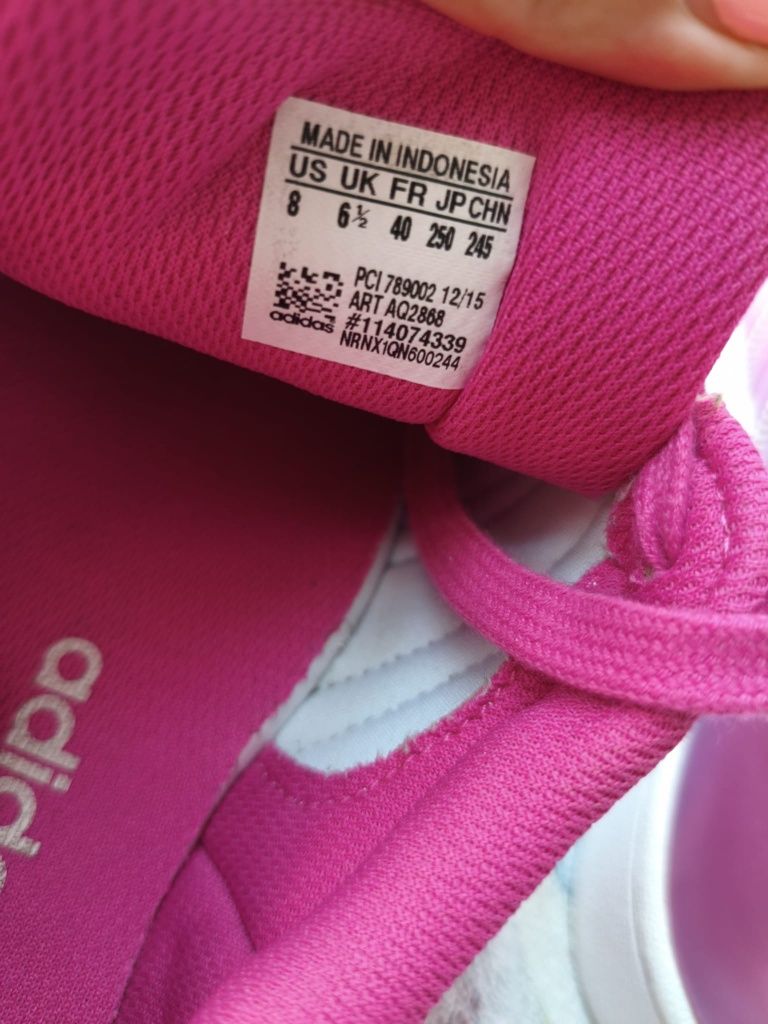 MADE IN INDONESIA
US UK FR JP CHN
8 6½ 40 250 245
PCI 789002 12/15
ART AQ2868
#114074339
NRNX1QN600244
adidas
adidas